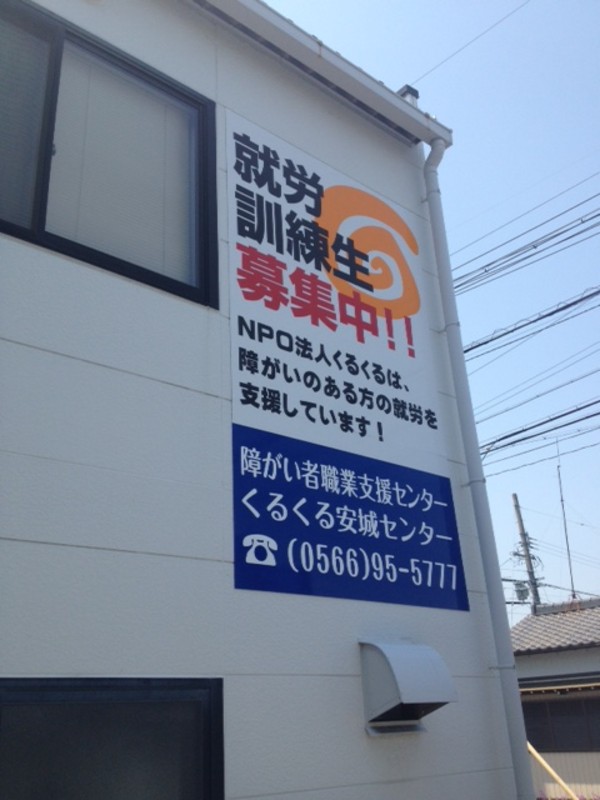 就労
訓練生
募集中!!
NPO法人くるくるは、
障がいのある方の就労を
支援しています!
障がい者職業支援センター
くるくる安城センター
☎(0566)95-5777